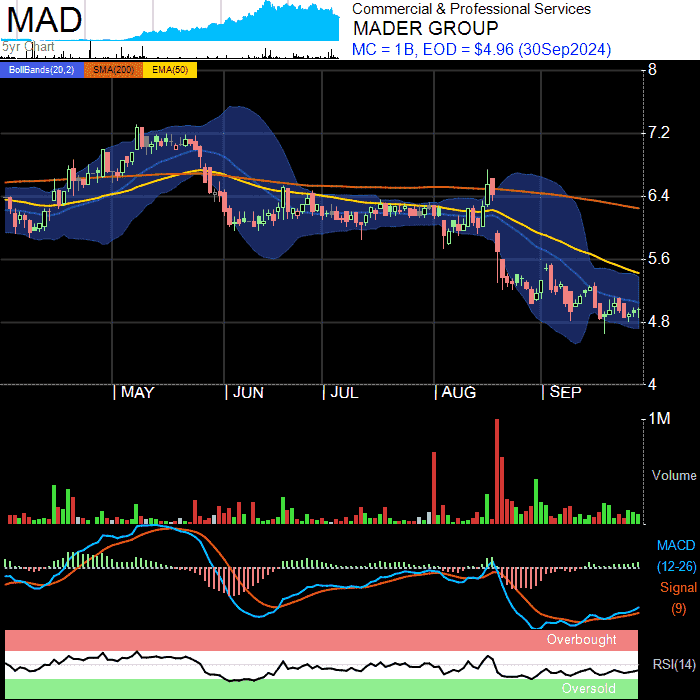 MAD
5yr Chart
Commercial & Professional Services
MADER GROUP
MC = 1B, EOD = $4.96 (30Sep2024)
BollBands(20,2) SMA(200) EMA(50)
8
7.2
6.4
5.6
4.8
4
MAY JUN JUL AUG SEP
1M
Volume
MACD
(12-26)
Signal
(9)
Overbought
RSI(14)
Oversold